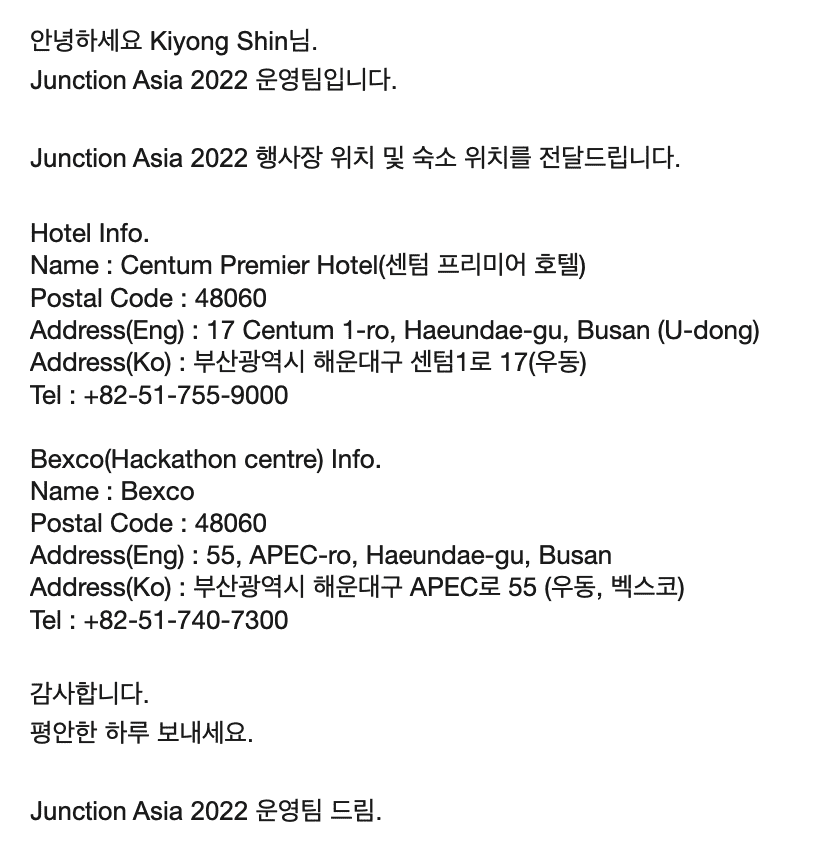 안녕하세요 Kiyong Shin님.
Junction Asia 2022 운영팀입니다.
Junction Asia 2022 행사장 위치 및 숙소 위치를 전달드립니다.
Hotel Info.
Name : Centum Premier Hotel(센텀 프리미어 호텔)
Postal Code : 48060
Address(Eng) : 17 Centum 1-ro, Haeundae-gu, Busan (U-dong)
Address(Ko) : 부산광역시 해운대구 센텀1로 17(우동)
Tel : +82-51-755-9000
Bexco(Hackathon centre) Info.
Name : Bexco
Postal Code : 48060
Address(Eng) : 55, APEC-ro, Haeundae-gu, Busan
Address(Ko) : 부산광역시 해운대구 APEC로 55 (우동, 벡스코)
Tel : +82-51-740-7300
감사합니다.
평안한 하루 보내세요.
Junction Asia 2022 운영팀 드림.